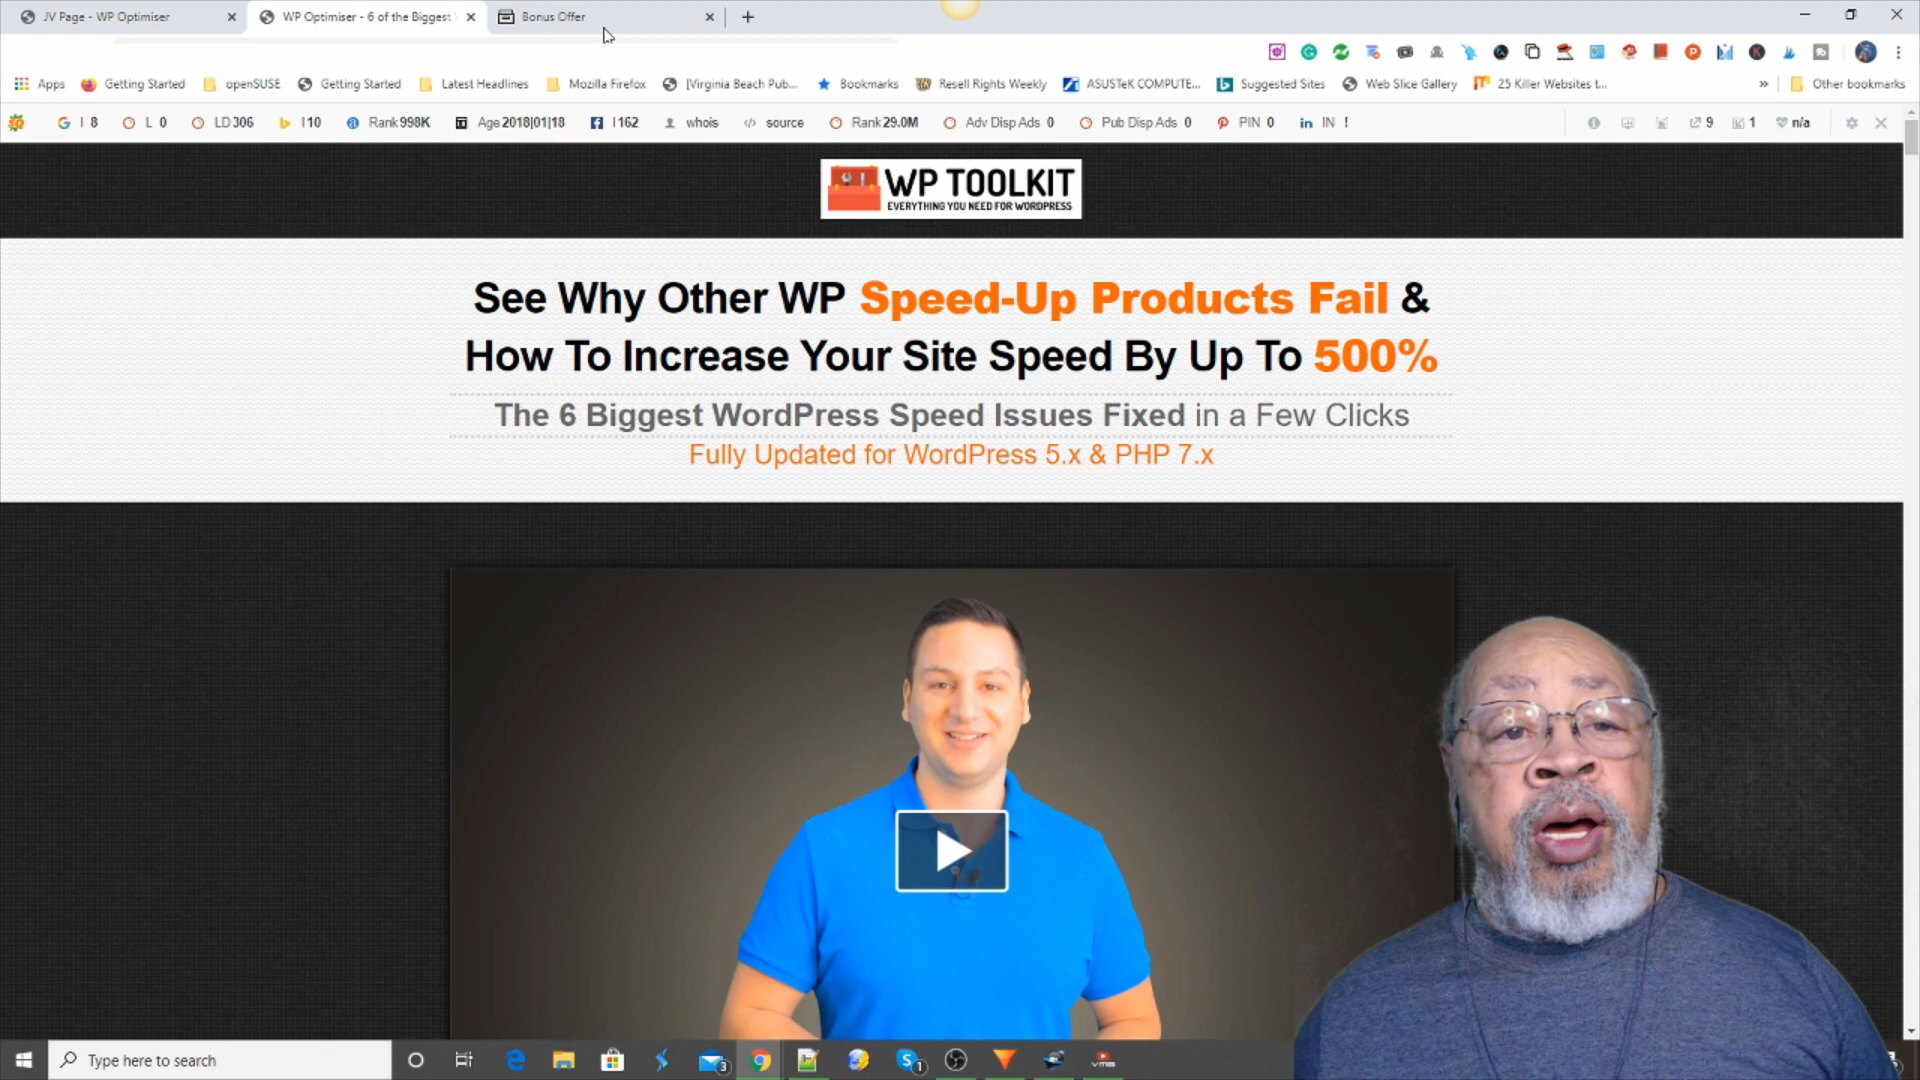 JV Page - WP Optimiser
WP Optimiser - 6 of the Biggest
Bonus Offer
Apps
Getting Started
openSUSE
Getting Started
Latest Headlines
Mozilla Firefox
[Virginia Beach Pub...
Bookmarks
Resell Rights Weekly
ASUSTeK COMPUTE...
Suggested Sites
Web Slice Gallery
25 Killer Websites t...
»
Other bookmarks
I 8
L 0
LD 306
I 10
Rank 998K
Age 2018|01|18
I 162
whois
source
Rank 29.0M
Adv Disp Ads 0
Pub Disp Ads 0
PIN 0
IN !
9
1
n/a
WP TOOLKIT
EVERYTHING YOU NEED FOR WORDPRESS
See Why Other WP Speed-Up Products Fail &
How To Increase Your Site Speed By Up To 500%
The 6 Biggest WordPress Speed Issues Fixed in a Few Clicks
Fully Updated for WordPress 5.x & PHP 7.x
Type here to search
3
1